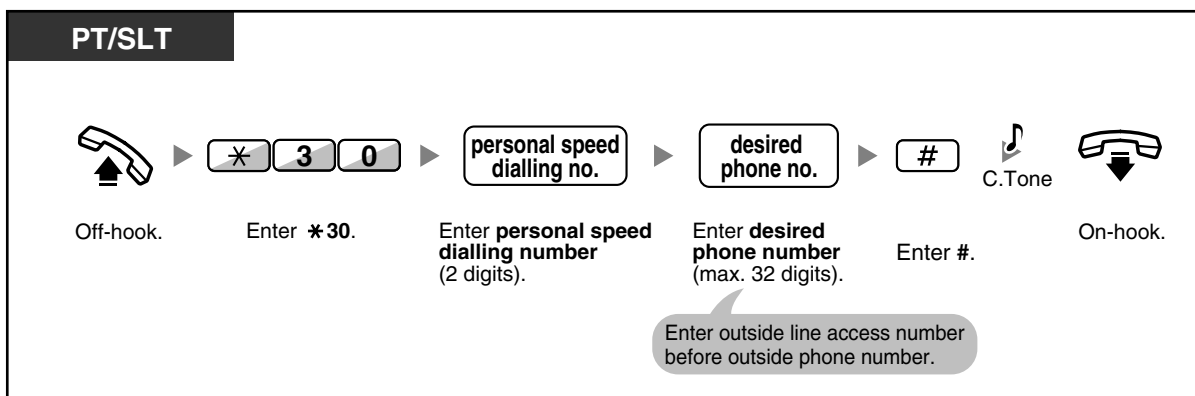 PT/SLT
* 3 0
personal speed
dialling no.
desired
phone no.
#
C.Tone
Off-hook.
Enter *30.
Enter personal speed
dialling number
(2 digits).
Enter desired
phone number
(max. 32 digits).
Enter #.
On-hook.
Enter outside line access number
before outside phone number.